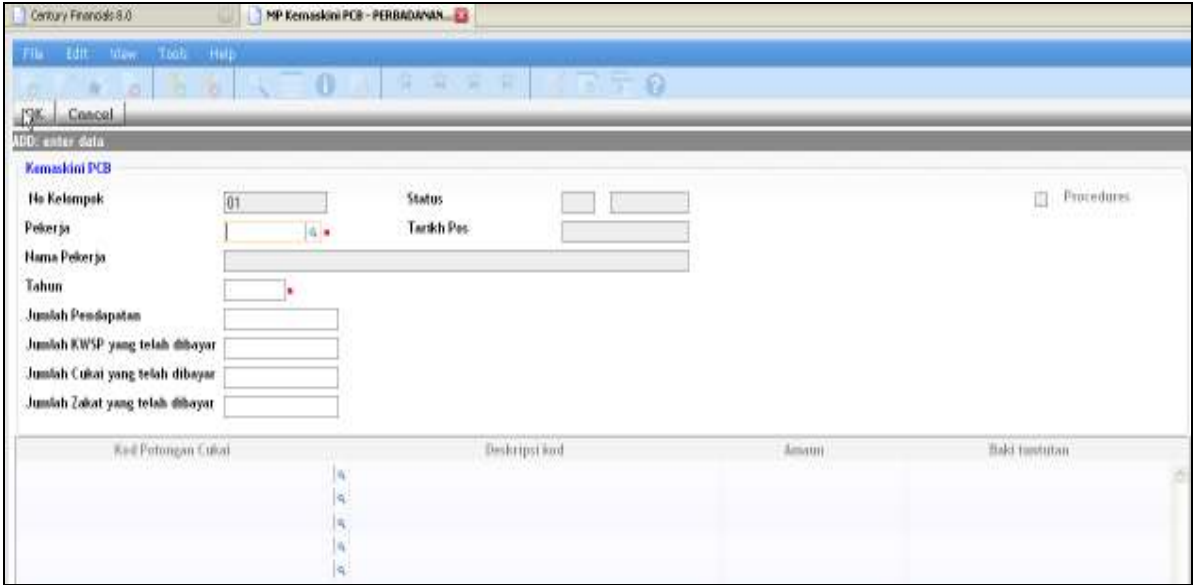 Century Financials 8.0 MP Kemaskini PCB - PERBADANAN...
File Edit View Tools Help
OK Cancel
ADD: enter data
Kemaskini PCB
No Kelompok 01 Status Procedures
Pekerja Tarikh Pos
Nama Pekerja
Tahun
Jumlah Pendapatan
Jumlah KWSP yang telah dibayar
Jumlah Cukai yang telah dibayar
Jumlah Zakat yang telah dibayar
Kod Potongan Cukai Deskripsi kod Amaun Baki tuntutan